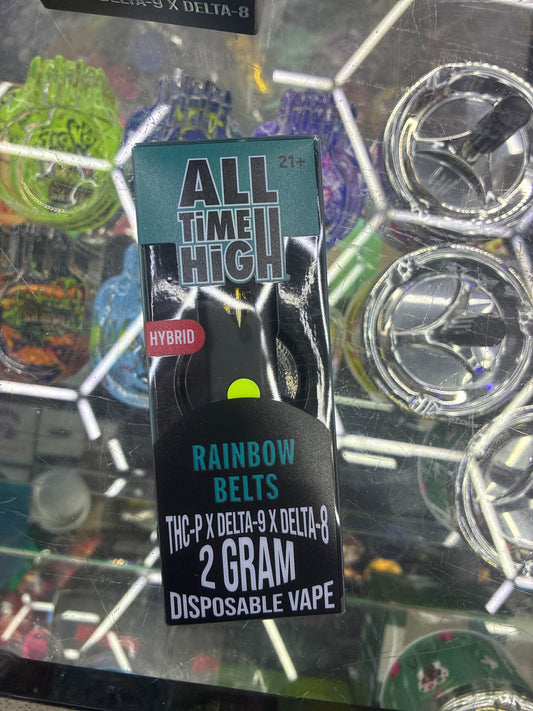 DELTA-9 X DELTA-8
21+
ALL
TiME
HiGH
HYBRID
RAINBOW
BELTS
THC-P X DELTA-9 X DELTA-8
2 GRAM
DISPOSABLE VAPE